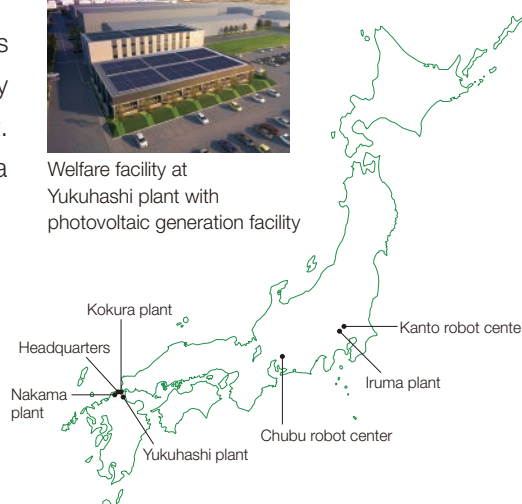 s
y
.
a
Welfare facility at
Yukuhashi plant with
photovoltaic generation facility
Kokura plant
Headquarters
Nakama
plant
Yukuhashi plant
Kanto robot cente
Iruma plant
Chubu robot center